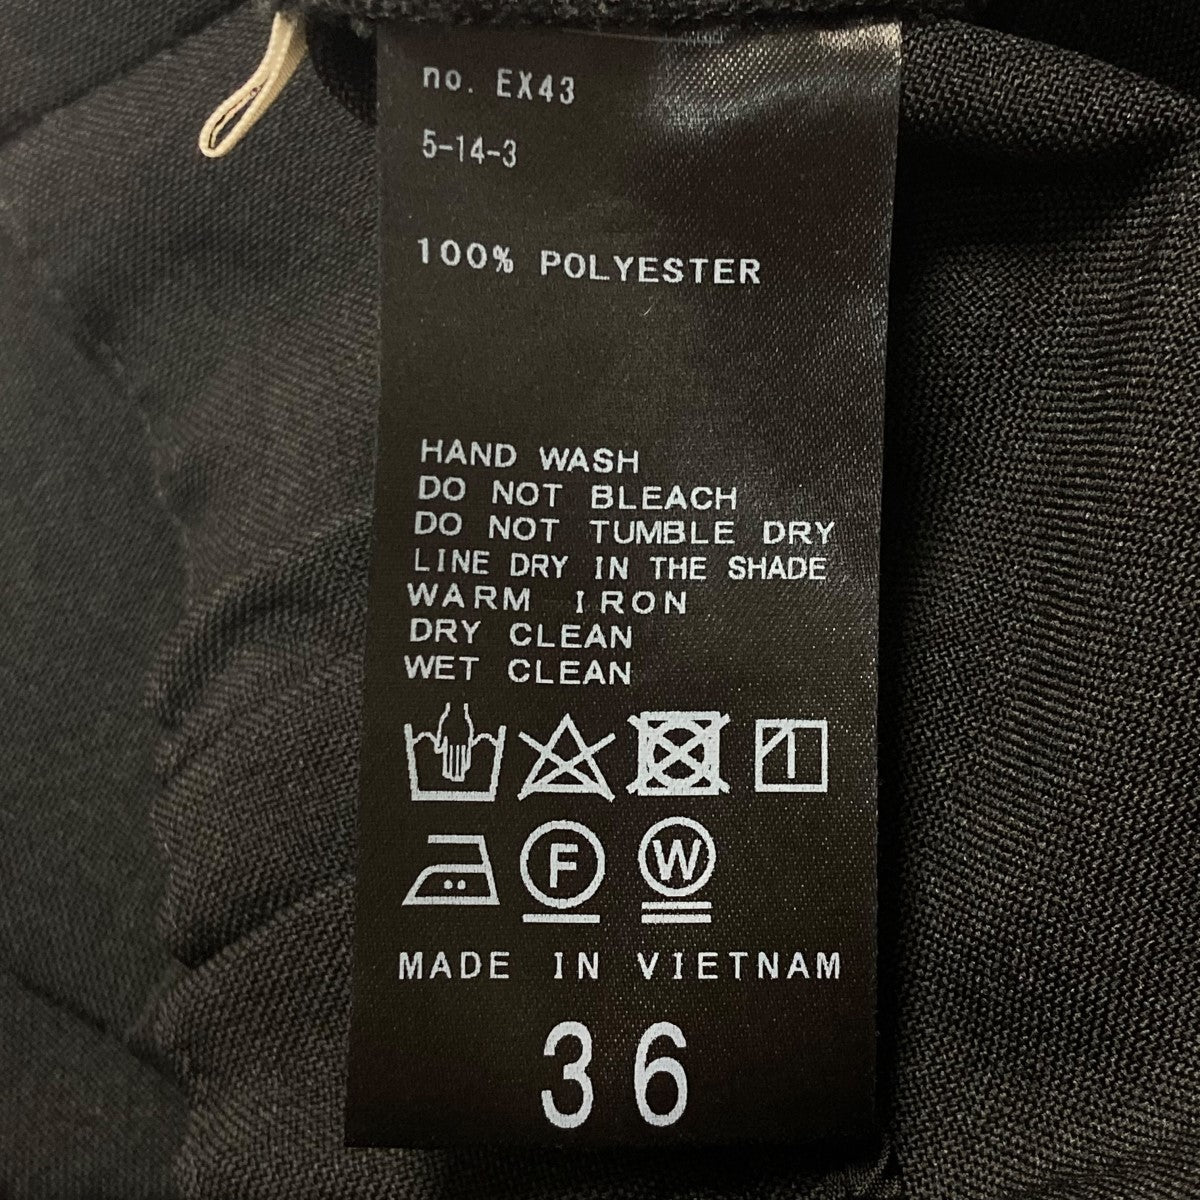 no. EX43
5-14-3
100% POLYESTER
HAND WASH
DO NOT BLEACH
DO NOT TUMBLE DRY
LINE DRY IN THE SHADE
WARM IRON
DRY CLEAN
WET CLEAN
F W
MADE IN VIETNAM
36